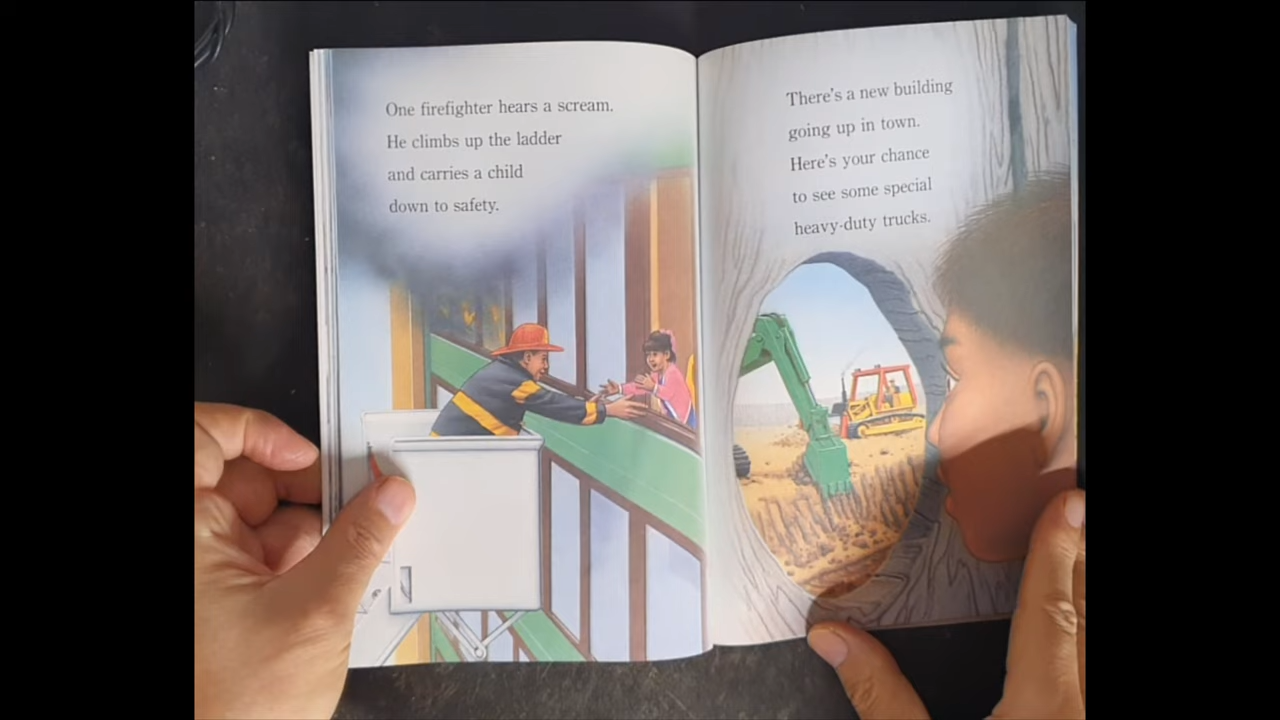 One firefighter hears a scream.
He climbs up the ladder
and carries a child
down to safety.
There's a new building
going up in town.
Here's your chance
to see some special
heavy-duty trucks.